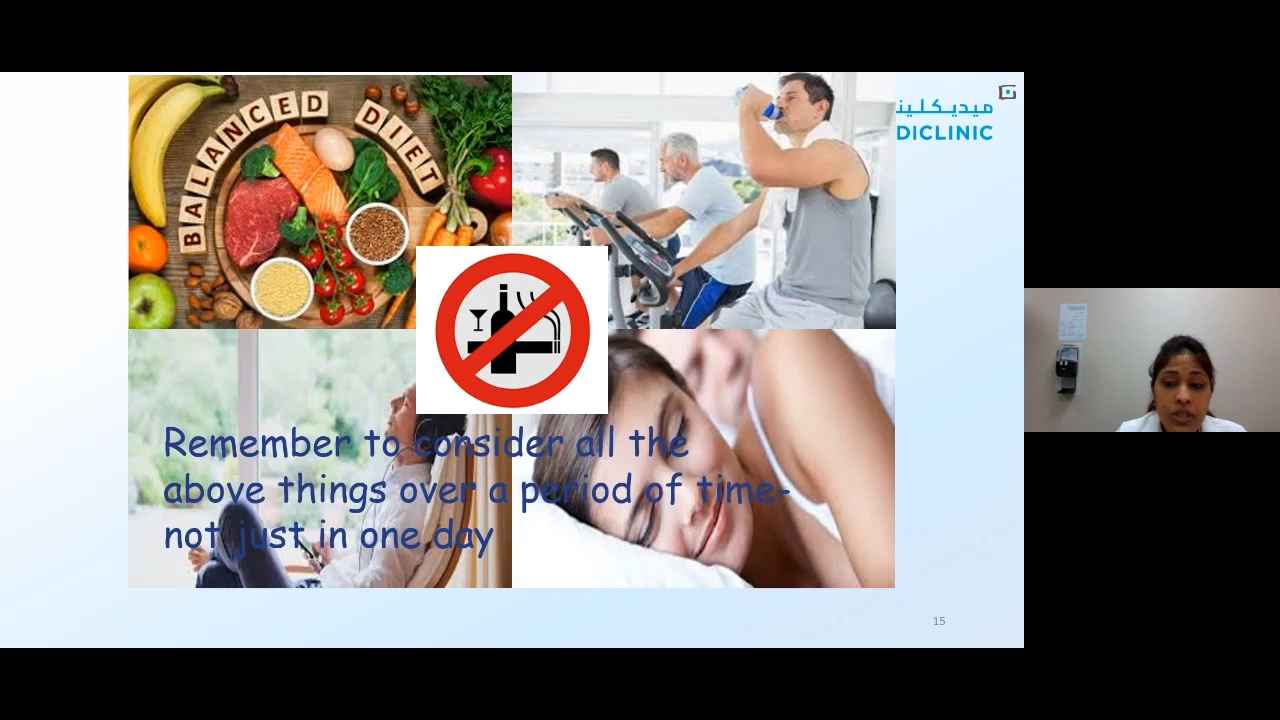 BALANCED DIET
ميديكلين
DICLINIC
Remember to consider all the
above things over a period of time-
not just in one day
15